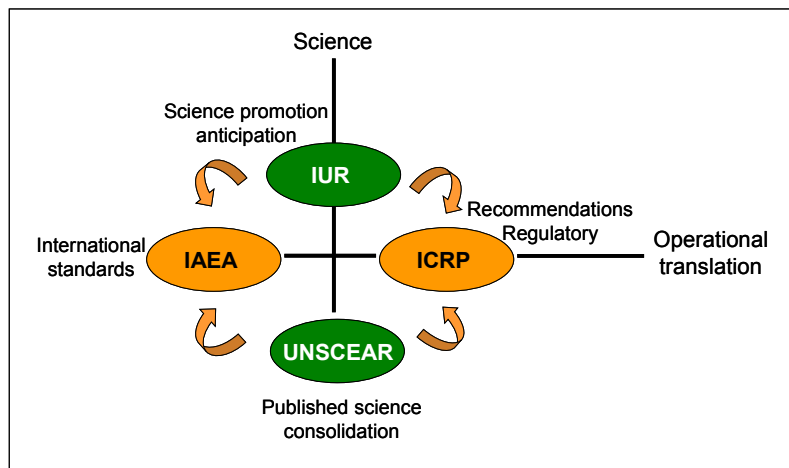 Science
Science promotion
anticipation
IUR
Recommendations
Regulatory
International
standards
IAEA
ICRP
Operational
translation
UNSCEAR
Published science
consolidation